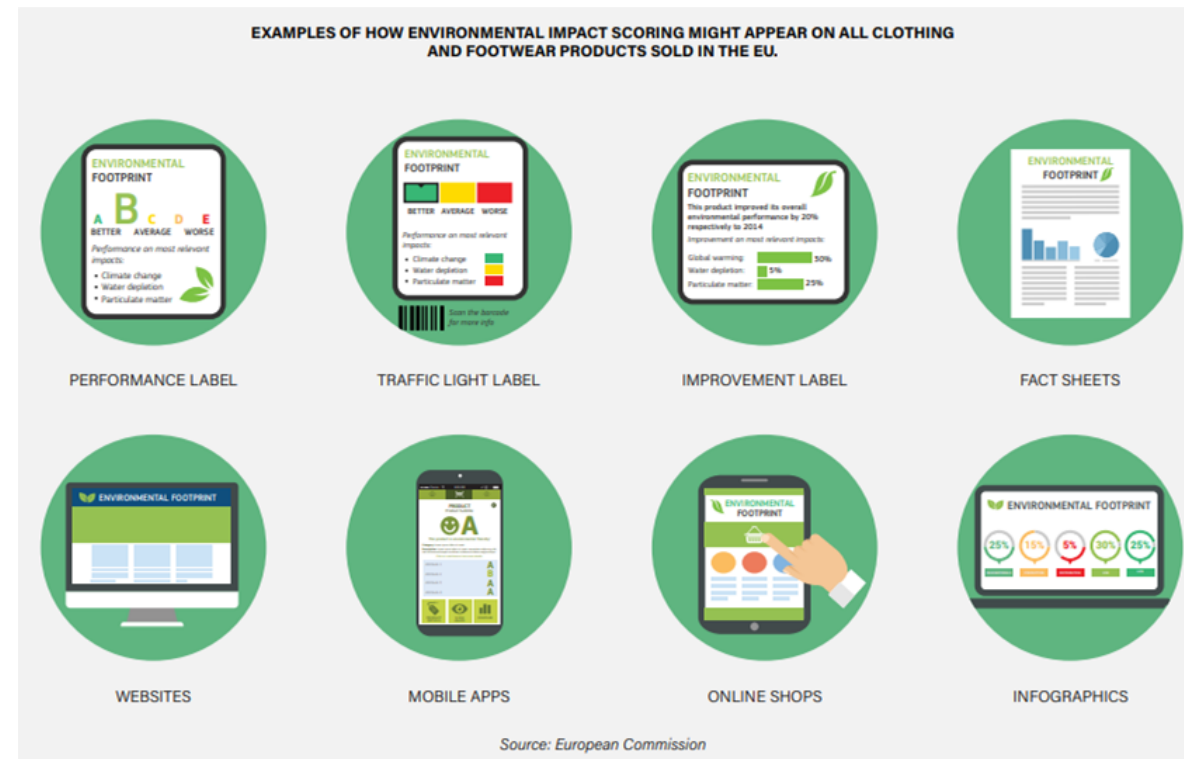 EXAMPLES OF HOW ENVIRONMENTAL IMPACT SCORING MIGHT APPEAR ON ALL CLOTHING
AND FOOTWEAR PRODUCTS SOLD IN THE EU.
ENVIRONMENTAL
FOOTPRINT
A B C D E
BETTER AVERAGE WORSE
Performance on most relevant
impacts:
• Climate change
• Water depletion
• Particulate matter
PERFORMANCE LABEL
ENVIRONMENTAL
FOOTPRINT
BETTER AVERAGE WORSE
Performance on most relevant
impacts:
• Climate change
• Water depletion
• Particulate matter
Scan the barcode
for more info
TRAFFIC LIGHT LABEL
ENVIRONMENTAL
FOOTPRINT
This product improved its overall
environmental performance by 20%
respectively to 2014
Improvement on most relevant impacts:
Global warming: 50%
Water depletion: 5%
Particulate matter: 25%
IMPROVEMENT LABEL
ENVIRONMENTAL
FOOTPRINT
FACT SHEETS
ENVIRONMENTAL FOOTPRINT
WEBSITES
PRODUCT
A
A
B
A
A
MOBILE APPS
ENVIRONMENTAL
FOOTPRINT
ONLINE SHOPS
ENVIRONMENTAL FOOTPRINT
25% 15% 5% 30% 25%
INFOGRAPHICS
Source: European Commission